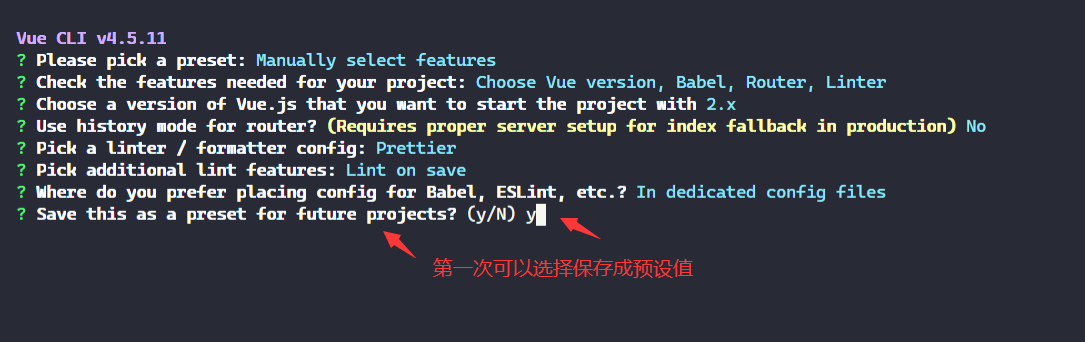 Vue CLI v4.5.11
? Please pick a preset: Manually select features
? Check the features needed for your project: Choose Vue version, Babel, Router, Linter
? Choose a version of Vue.js that you want to start the project with 2.x
? Use history mode for router? (Requires proper server setup for index fallback in production) No
? Pick a linter / formatter config: Prettier
? Pick additional lint features: Lint on save
? Where do you prefer placing config for Babel, ESLint, etc.? In dedicated config files
? Save this as a preset for future projects? (y/N) y
第一次可以选择保存成预设值